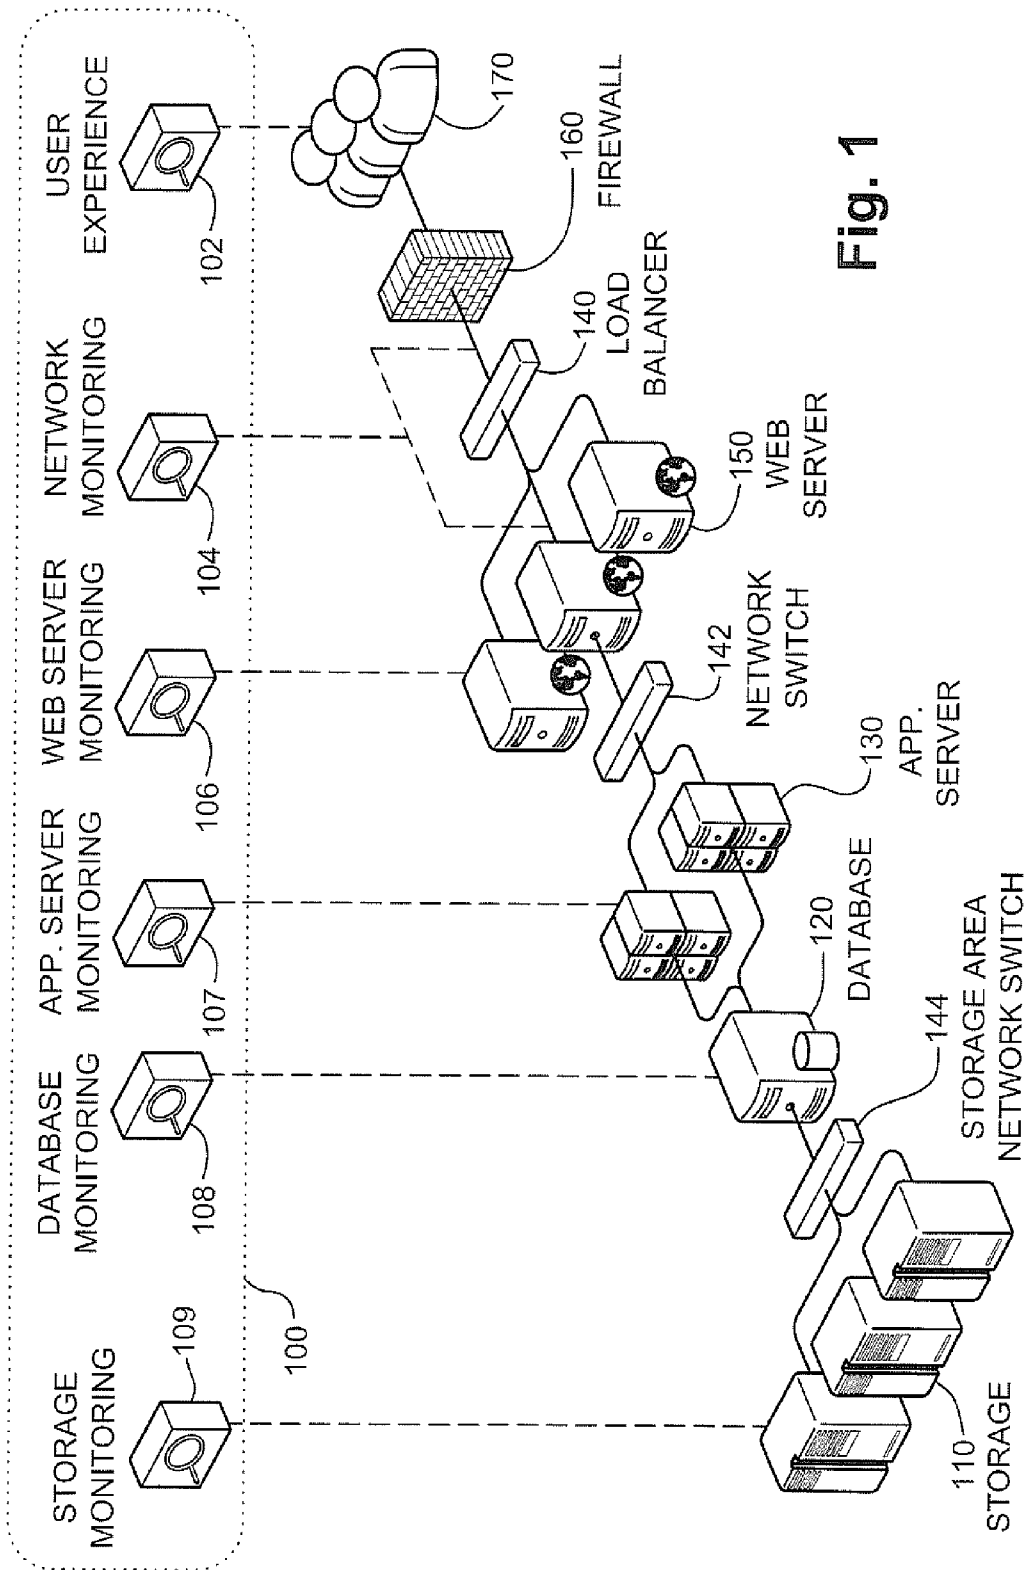 STORAGE
MONITORING
109
DATABASE
MONITORING
108
APP. SERVER
MONITORING
107
WEB SERVER
MONITORING
106
NETWORK
MONITORING
104
USER
EXPERIENCE
102
100
170
160
FIREWALL
140
LOAD
BALANCER
150
WEB
SERVER
142
NETWORK
SWITCH
130
APP.
SERVER
120
DATABASE
144
STORAGE AREA
NETWORK SWITCH
110
STORAGE
Fig. 1